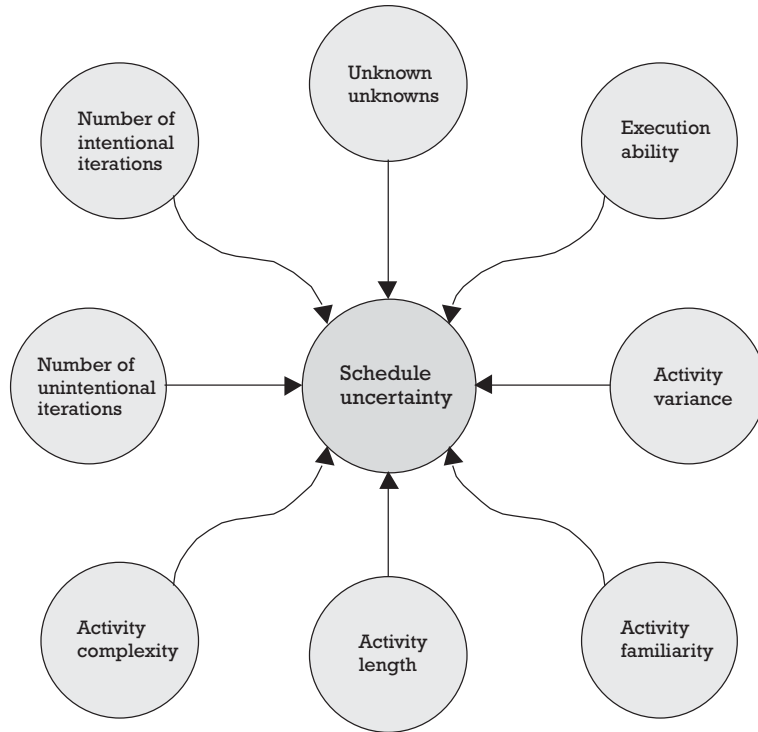 Unknown
unknowns
Number of
intentional
iterations
Execution
ability
Number of
unintentional
iterations
Schedule
uncertainty
Activity
variance
Activity
complexity
Activity
length
Activity
familiarity